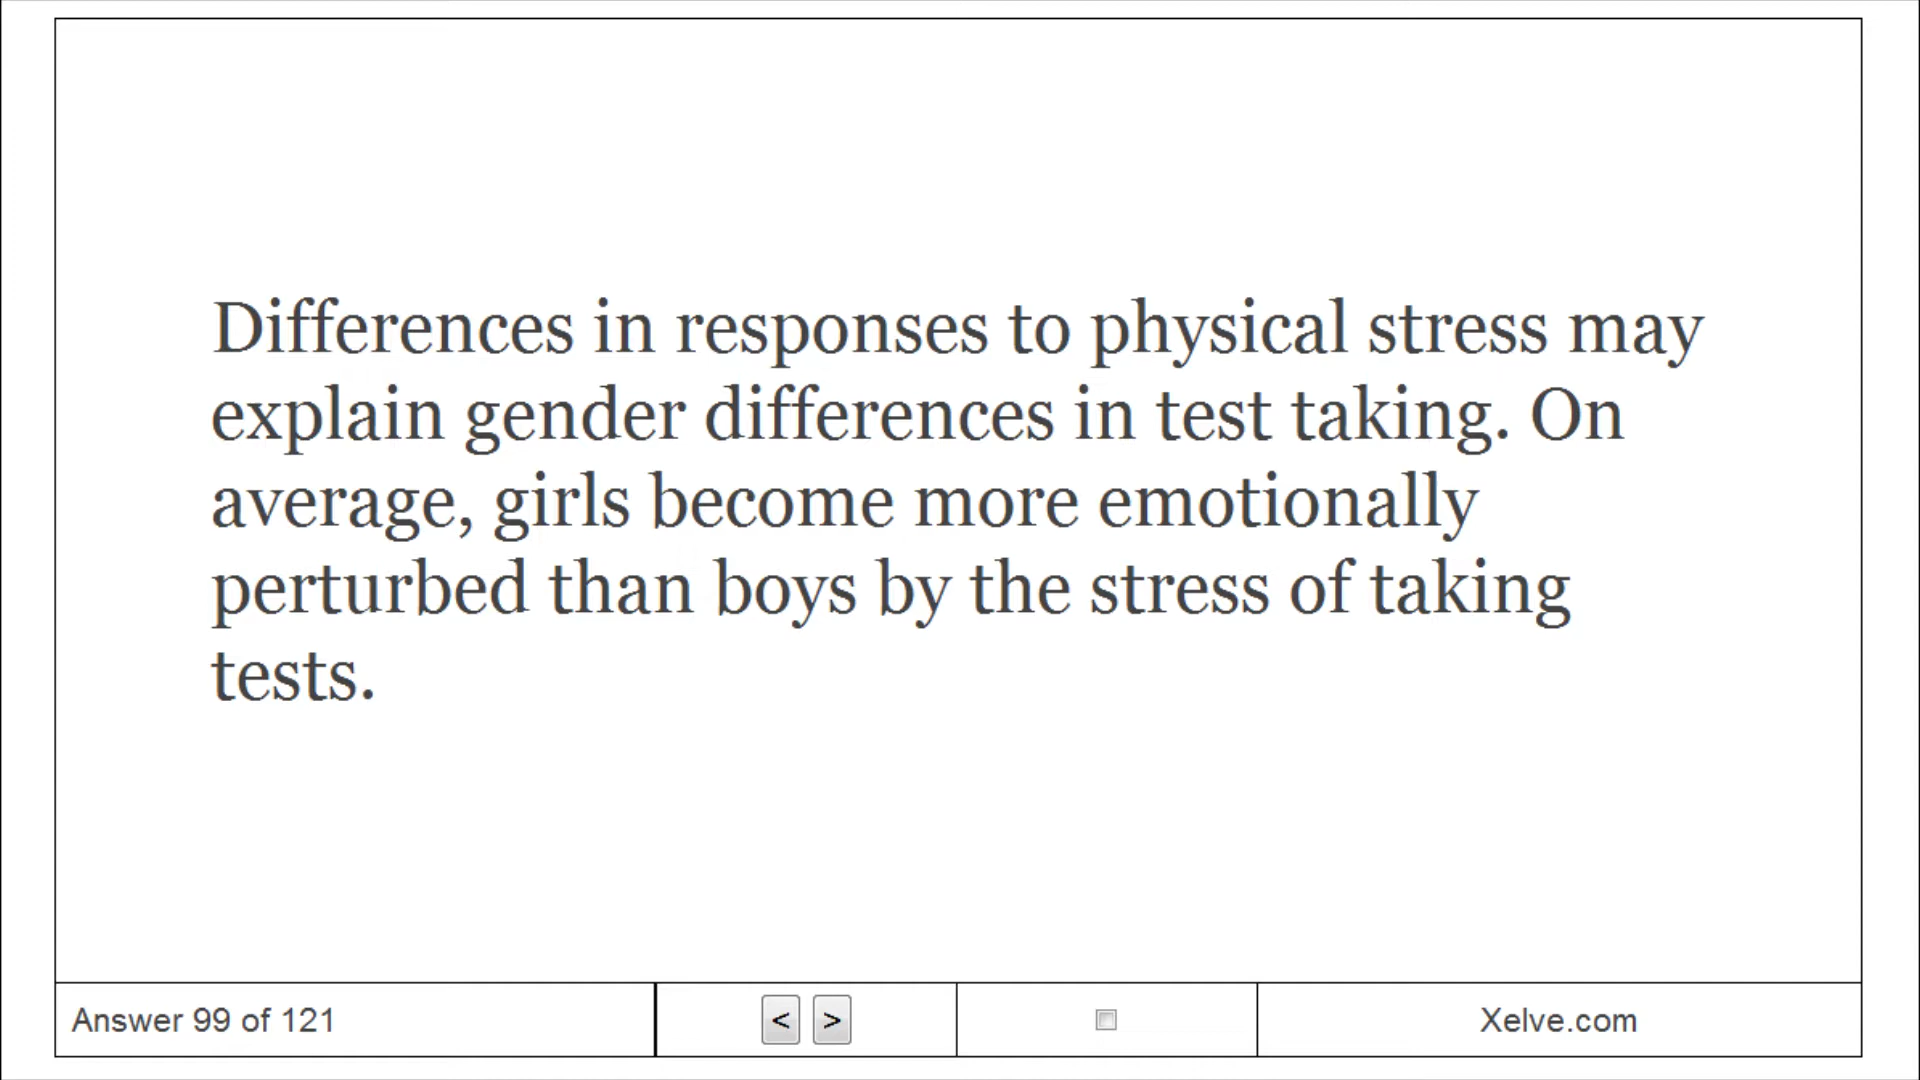 Differences in responses to physical stress may
explain gender differences in test taking. On
average, girls become more emotionally
perturbed than boys by the stress of taking
tests.
Answer 99 of 121
<
>
Xelve.com